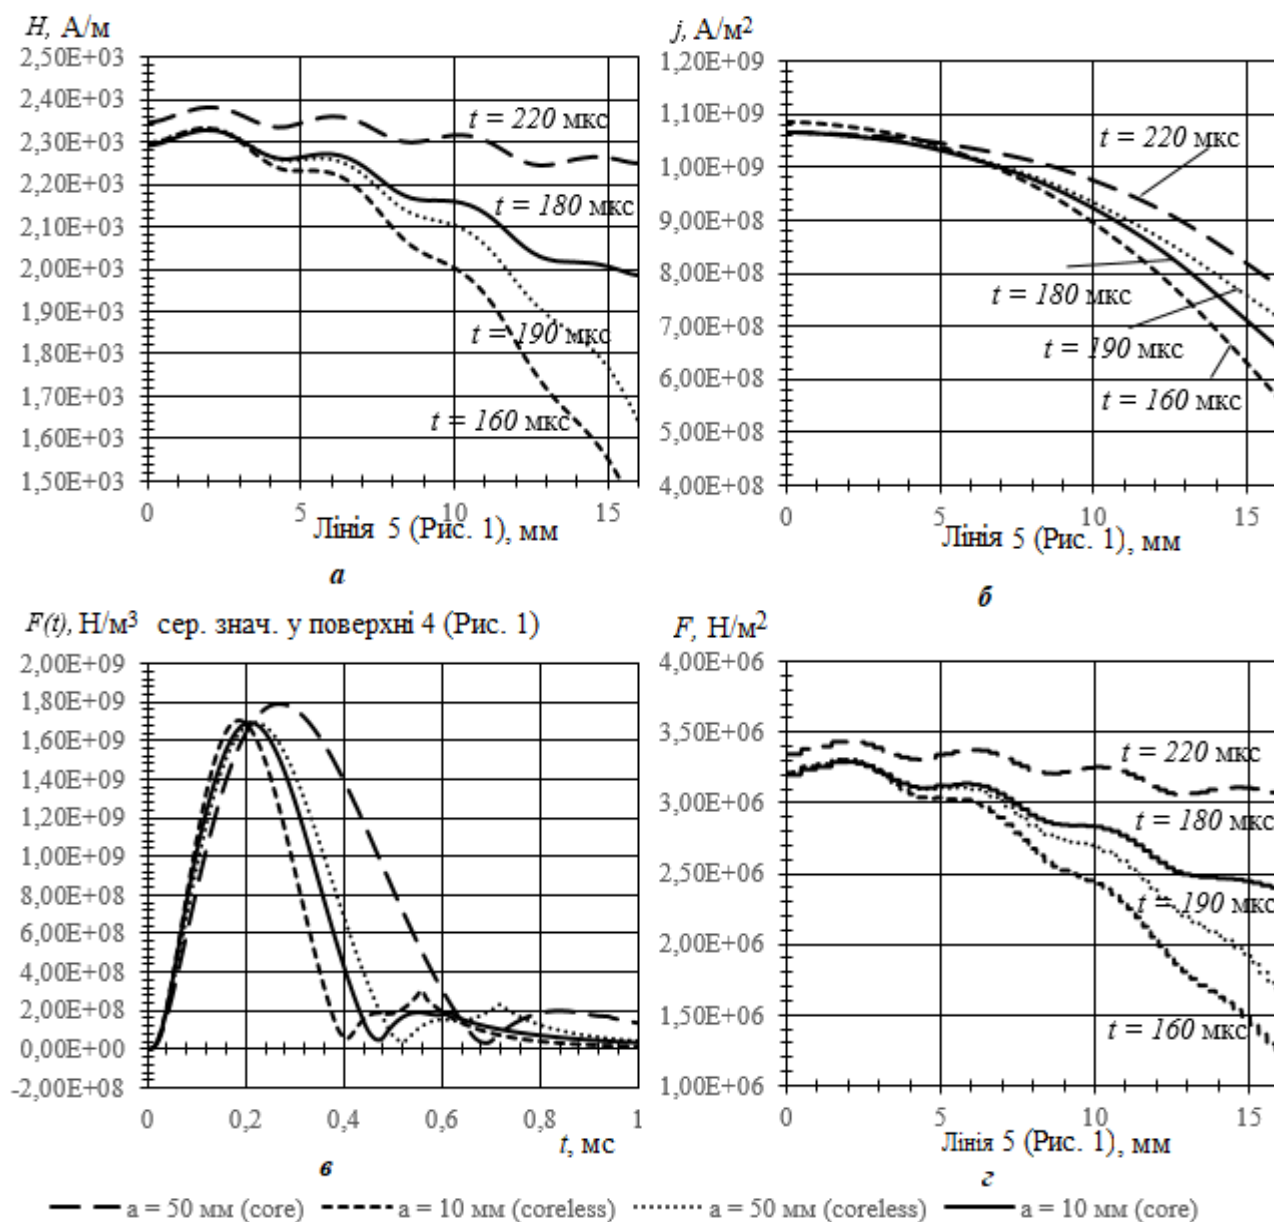 H, А/м
2,50E+03
2,40E+03
2,30E+03
2,20E+03
2,10E+03
2,00E+03
1,90E+03
1,80E+03
1,70E+03
1,60E+03
1,50E+03
t = 220 мкс
t = 180 мкс
t = 190 мкс
t = 160 мкс
0 5 10 15
Лінія 5 (Рис. 1), мм
а
j, А/м²
1,20E+09
1,10E+09
1,00E+09
9,00E+08
8,00E+08
7,00E+08
6,00E+08
5,00E+08
4,00E+08
t = 220 мкс
t = 180 мкс
t = 190 мкс
t = 160 мкс
0 5 10 15
Лінія 5 (Рис. 1), мм
б
F(t), Н/м³ сер. знач. у поверхні 4 (Рис. 1)
2,00E+09
1,80E+09
1,60E+09
1,40E+09
1,20E+09
1,00E+09
8,00E+08
6,00E+08
4,00E+08
2,00E+08
0,00E+00
-2,00E+08
0 0,2 0,4 0,6 0,8 1
t, мс
в
F, Н/м²
4,00E+06
3,50E+06
3,00E+06
2,50E+06
2,00E+06
1,50E+06
1,00E+06
t = 220 мкс
t = 180 мкс
t = 190 мкс
t = 160 мкс
0 5 10 15
Лінія 5 (Рис. 1), мм
г
a = 50 мм (core) a = 10 мм (coreless) a = 50 мм (coreless) a = 10 мм (core)